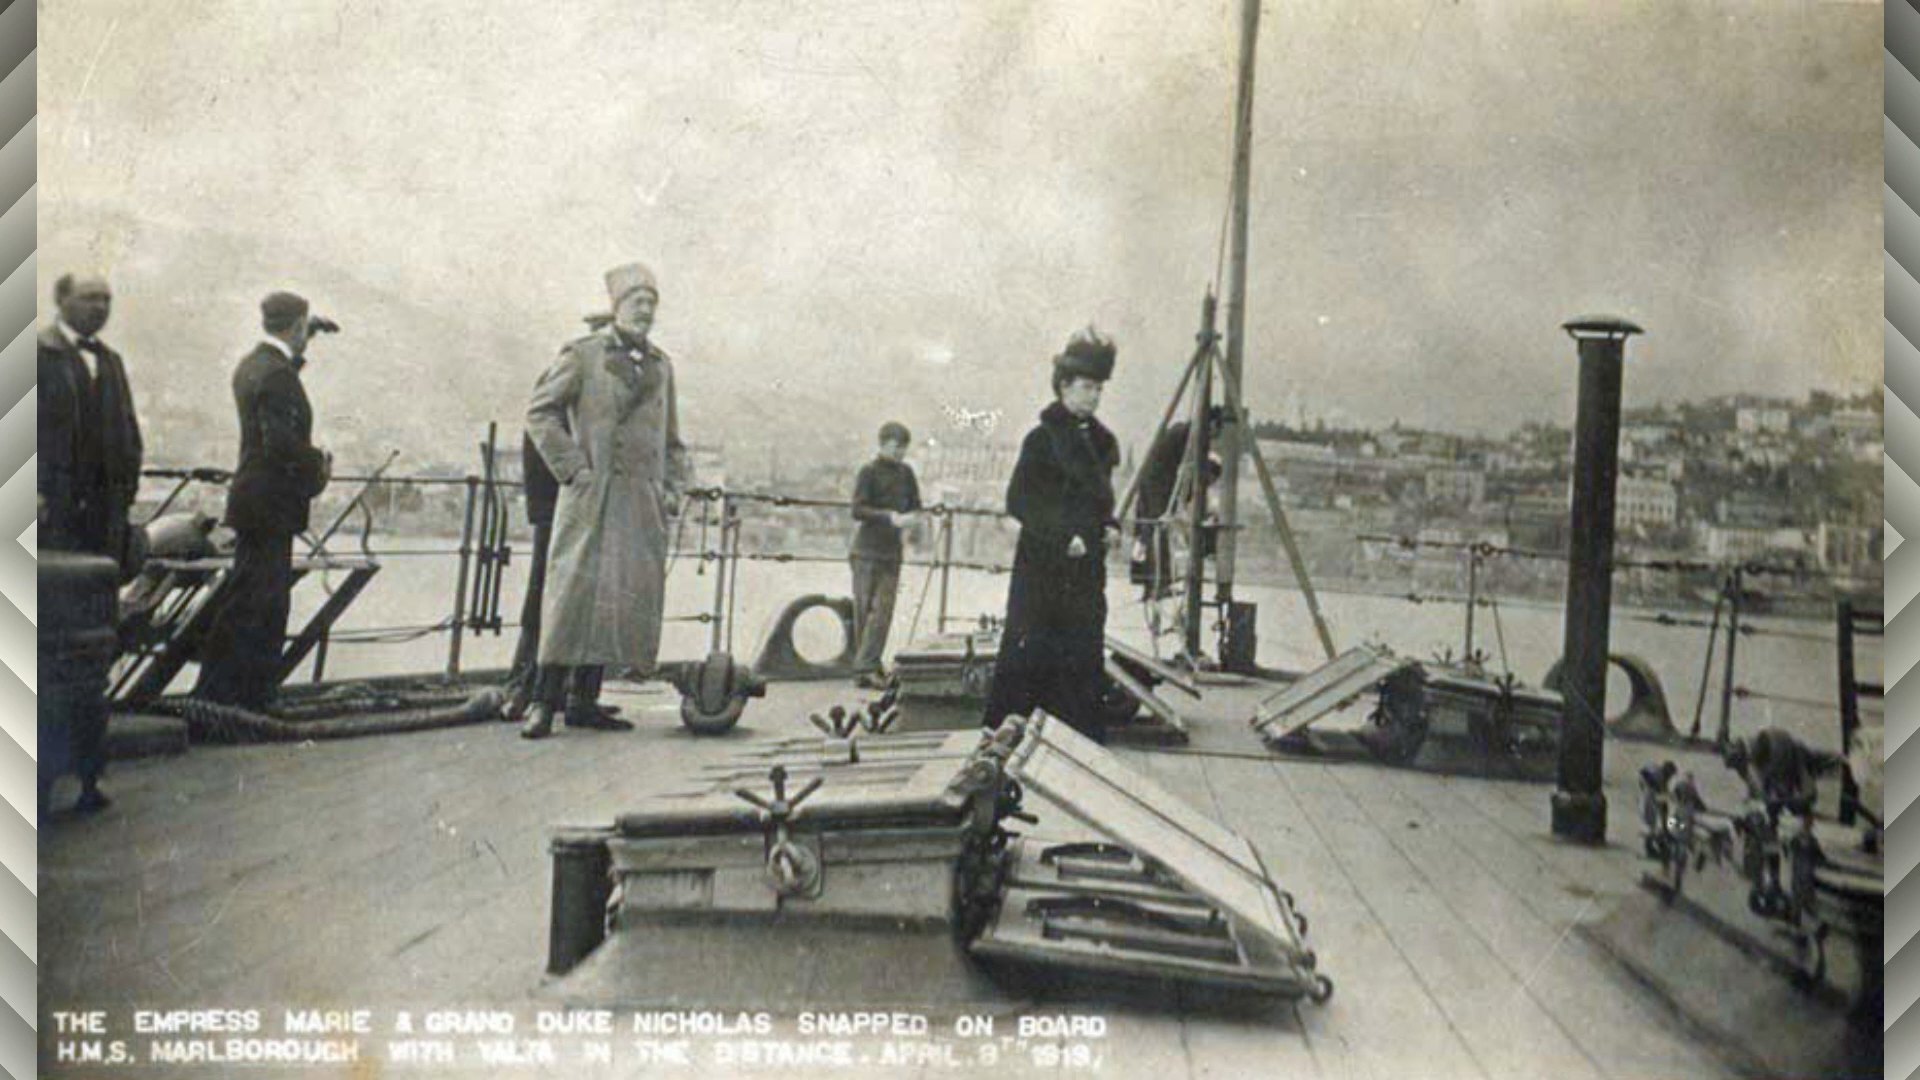 THE EMPRESS MARIE & GRAND DUKE NICHOLAS SNAPPED ON BOARD
H.M.S. MARLBOROUGH WITH YALTA IN THE DISTANCE. APRIL. 8TH 1919,